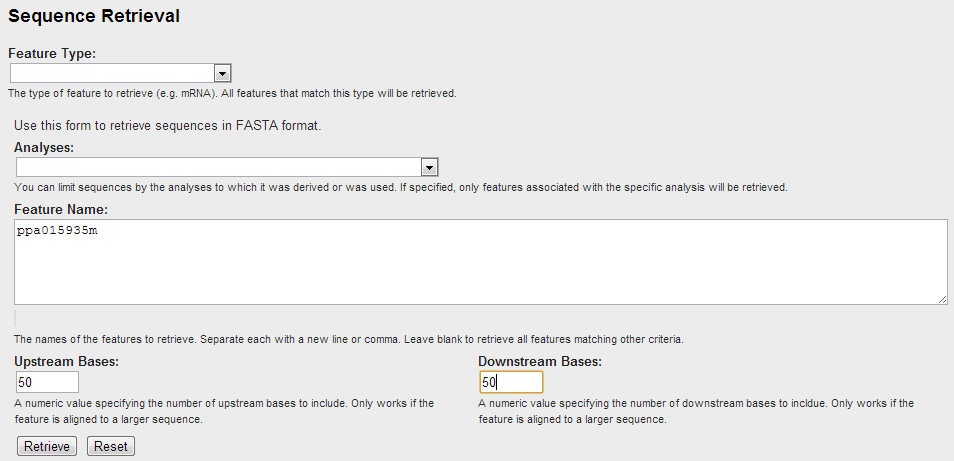 Sequence Retrieval
Feature Type:
The type of feature to retrieve (e.g. mRNA). All features that match this type will be retrieved.
Use this form to retrieve sequences in FASTA format.
Analyses:
You can limit sequences by the analyses to which it was derived or was used. If specified, only features associated with the specific analysis will be retrieved.
Feature Name:
ppa015935m
The names of the features to retrieve. Separate each with a new line or comma. Leave blank to retrieve all features matching other criteria.
Upstream Bases:
50
A numeric value specifying the number of upstream bases to include. Only works if the
feature is aligned to a larger sequence.
Downstream Bases:
50
A numeric value specifying the number of downstream bases to incldue. Only works if the
feature is aligned to a larger sequence.
Retrieve Reset